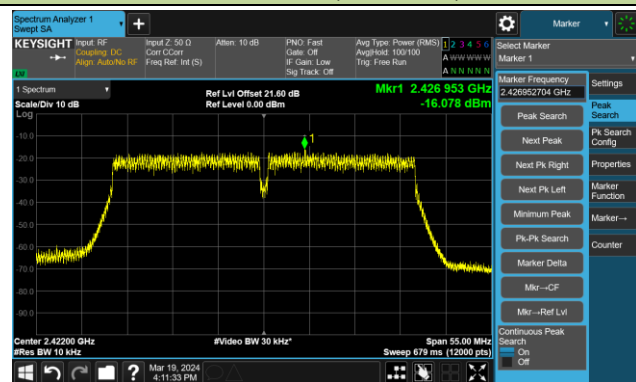 Spectrum Analyzer 1
Swept SA
Marker
KEYSIGHT
Input: RF
Coupling: DC
Align: Auto/No RF
Input Z: 50 Ω
Corr CCorr
Freq Ref: Int (S)
Atten: 10 dB
PNO: Fast
Gate: Off
IF Gain: Low
Sig Track: Off
Avg Type: Power (RMS)
Avg|Hold: 100/100
Trig: Free Run
1 2 3 4 5 6
A W W W W W
A N N N N N
Select Marker
Marker 1
LXI
1 Spectrum
Scale/Div 10 dB
Log
Ref Lvl Offset 21.60 dB
Ref Level 0.00 dBm
Mkr1 2.426 953 GHz
-16.078 dBm
Marker Frequency
2.426952704 GHz
Settings
Peak Search
Peak
Search
Next Peak
Pk Search
Config
Next Pk Right
Properties
Next Pk Left
Marker
Function
Minimum Peak
Marker→
Pk-Pk Search
Counter
Marker Delta
Mkr→CF
Mkr→Ref Lvl
Continuous Peak
Search
On
Off
1
-10.0
-20.0
-30.0
-40.0
-50.0
-60.0
-70.0
-80.0
-90.0
Center 2.42200 GHz
#Res BW 10 kHz
#Video BW 30 kHz*
Span 55.00 MHz
Sweep 679 ms (12000 pts)
?
Mar 19, 2024
4:11:33 PM